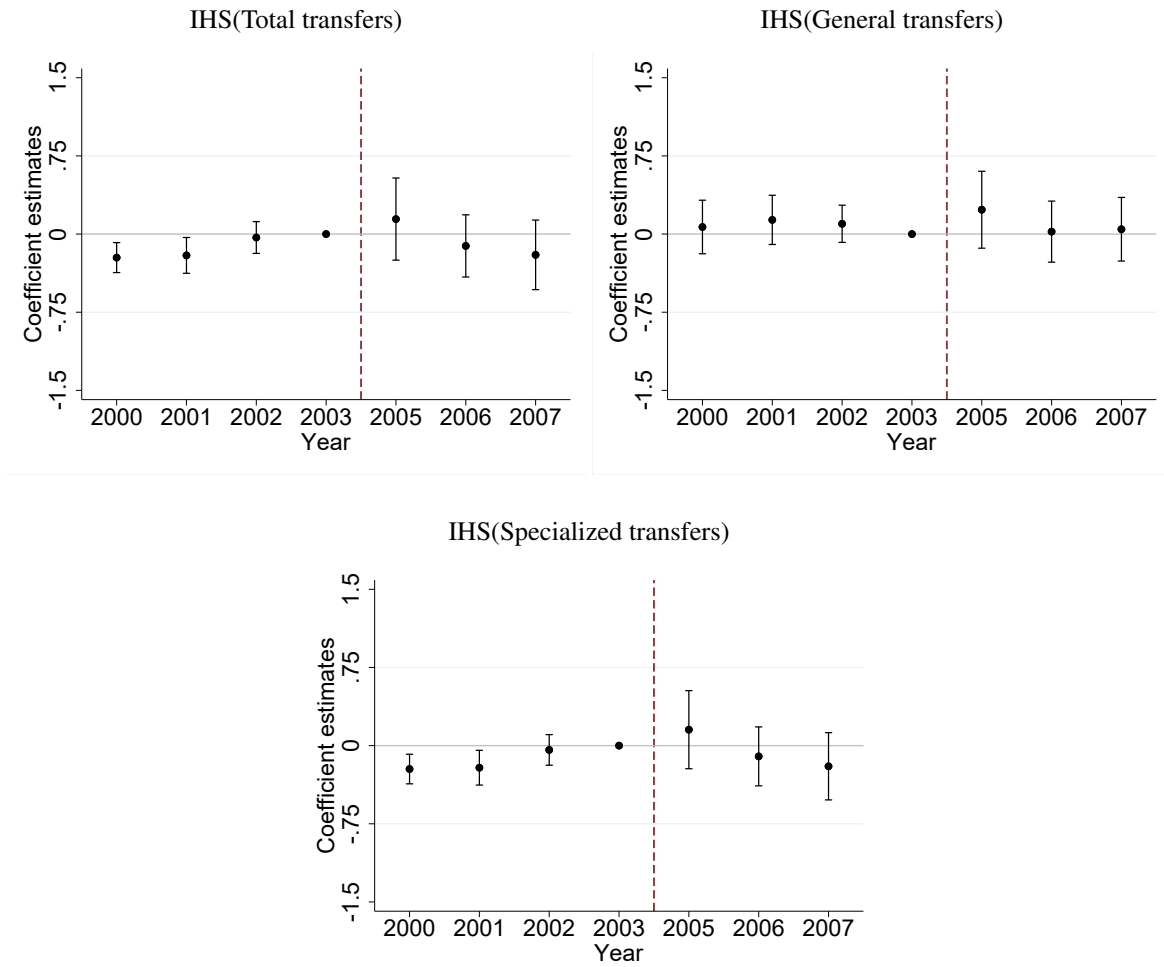 IHS(Total transfers)
Coefficient estimates
1.5
.75
0
-.75
-1.5
2000 2001 2002 2003 2005 2006 2007
Year
IHS(General transfers)
Coefficient estimates
1.5
.75
0
-.75
-1.5
2000 2001 2002 2003 2005 2006 2007
Year
IHS(Specialized transfers)
Coefficient estimates
1.5
.75
0
-.75
-1.5
2000 2001 2002 2003 2005 2006 2007
Year